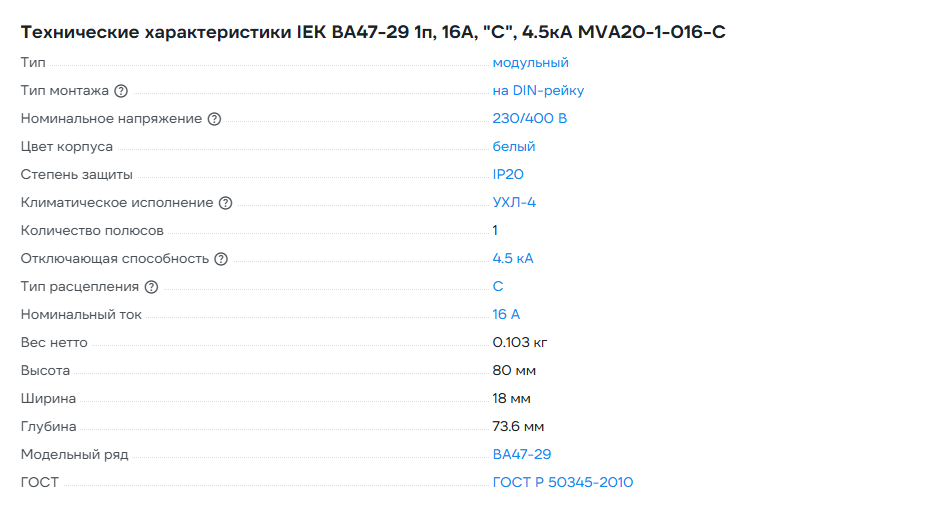 Технические характеристики IEK ВА47-29 1п, 16А, "С", 4.5кА MVA20-1-016-C
Тип модульный
Тип монтажа на DIN-рейку
Номинальное напряжение 230/400 В
Цвет корпуса белый
Степень защиты IP20
Климатическое исполнение УХЛ-4
Количество полюсов 1
Отключающая способность 4.5 кА
Тип расцепления C
Номинальный ток 16 А
Вес нетто 0.103 кг
Высота 80 мм
Ширина 18 мм
Глубина 73.6 мм
Модельный ряд ВА47-29
ГОСТ ГОСТ Р 50345-2010